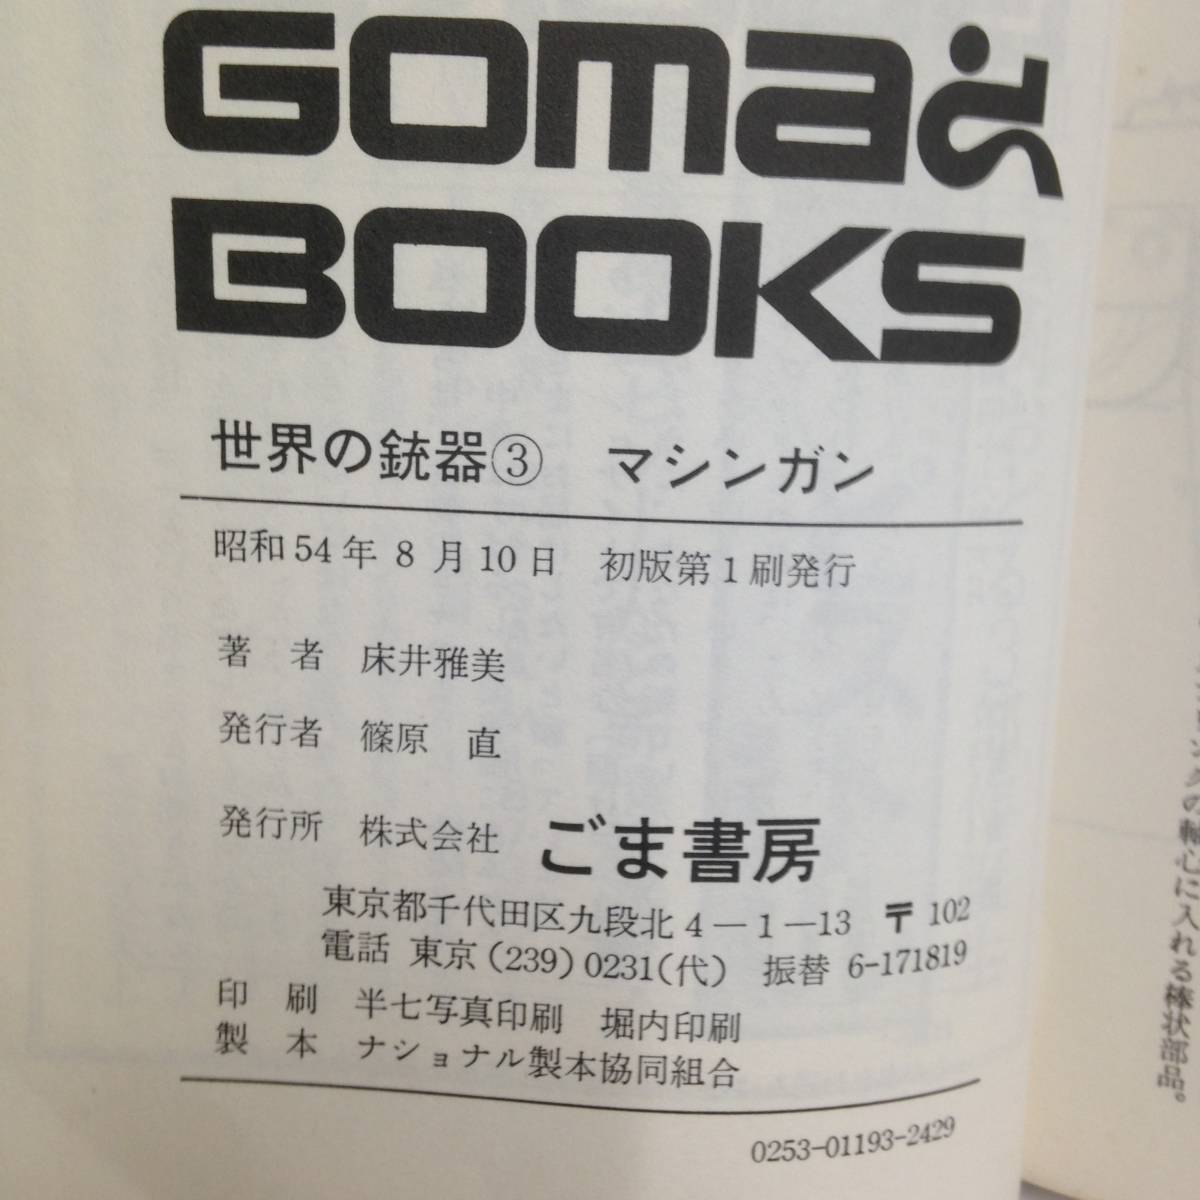 GOMA
BOOKS
世界の銃器③ マシンガン
昭和54年8月10日 初版第1刷発行
著 者 床井雅美
発行者 篠原 直
発行所 株式会社 ごま書房
東京都千代田区九段北4-1-13 〒102
電話 東京(239)0231(代) 振替 6-171819
印 刷 半七写真印刷 堀内印刷
製 本 ナショナル製本協同組合
0253-01193-2429
の軸心に入れる棒状部品。